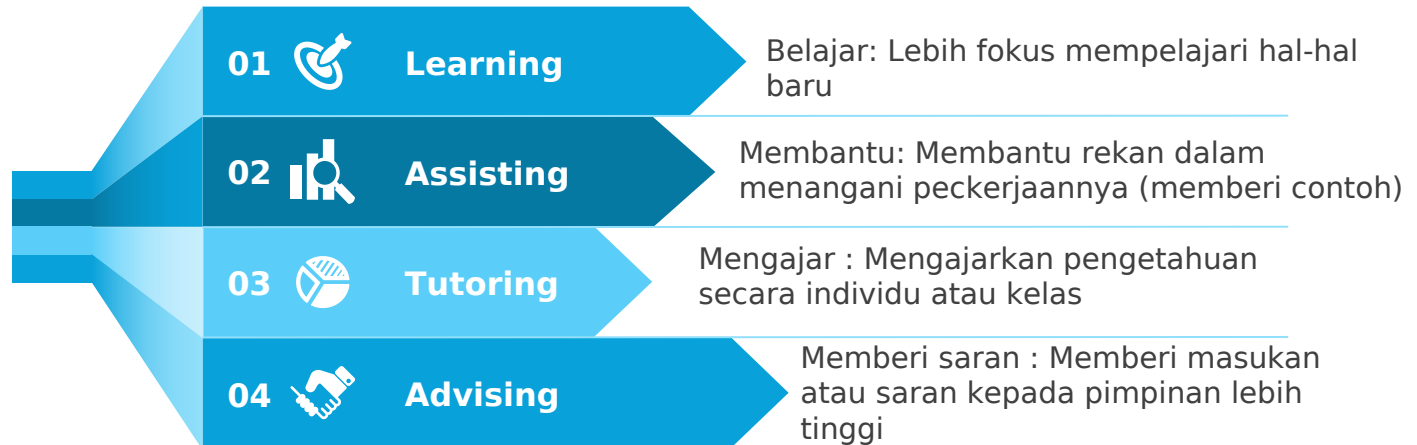 01 Learning
Belajar: Lebih fokus mempelajari hal-hal
baru
02 Assisting
Membantu: Membantu rekan dalam
menangani peckerjaannya (memberi contoh)
03 Tutoring
Mengajar : Mengajarkan pengetahuan
secara individu atau kelas
04 Advising
Memberi saran : Memberi masukan
atau saran kepada pimpinan lebih
tinggi